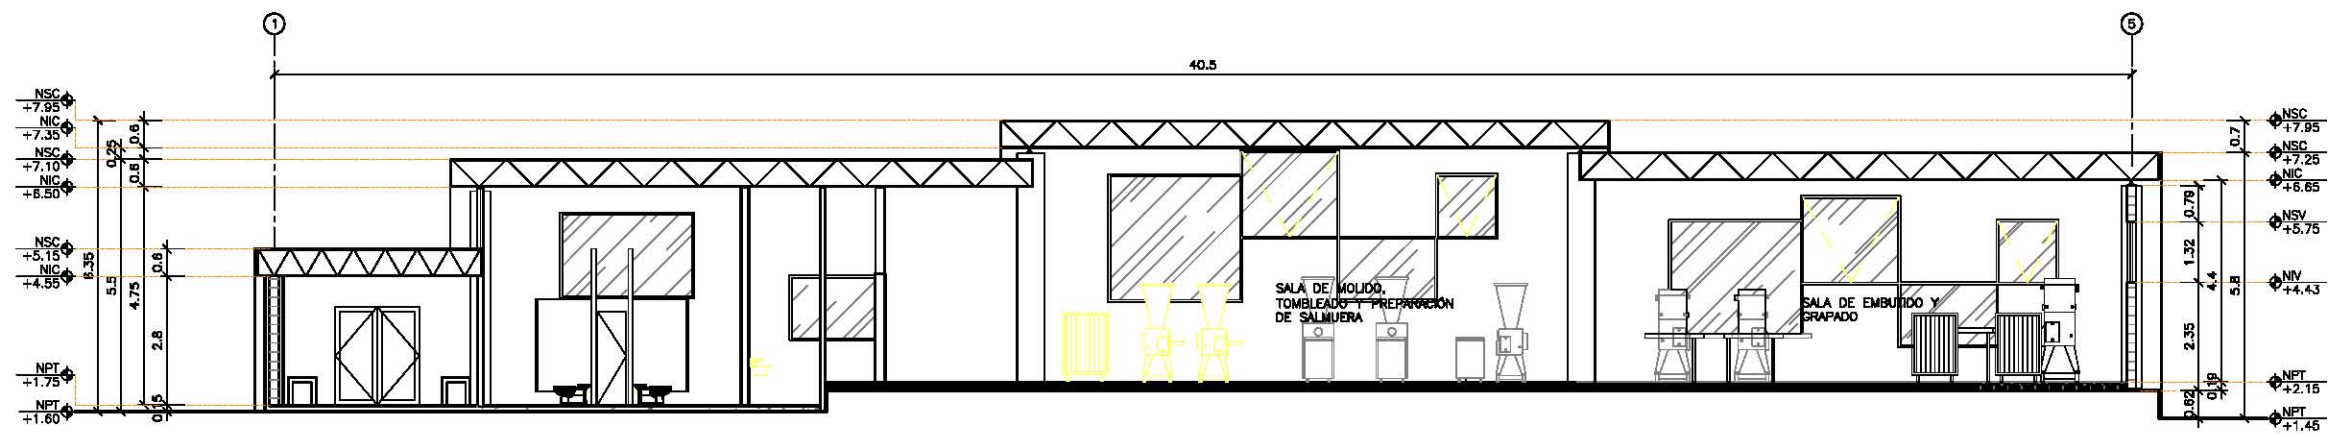 1
5
40.5
NSC
+7.95
NIC
+7.35
NSC
+7.10
NIC
+6.50
NSC
+5.15
NIC
+4.55
NPT
+1.75
NPT
+1.60
6.35
0.25
5.5
0.6
0.6
4.75
0.6
2.8
0.15
SALA DE MOLIDO,
TOMBLEADO Y PREPARACIÓN
DE SALMUERA
SALA DE EMBUTIDO Y
GRAPADO
NSC
+7.95
NSC
+7.25
NIC
+6.65
NSV
+5.75
NIV
+4.43
NPT
+2.15
NPT
+1.45
0.7
0.79
1.32
4.4
5.8
2.35
0.19
0.62